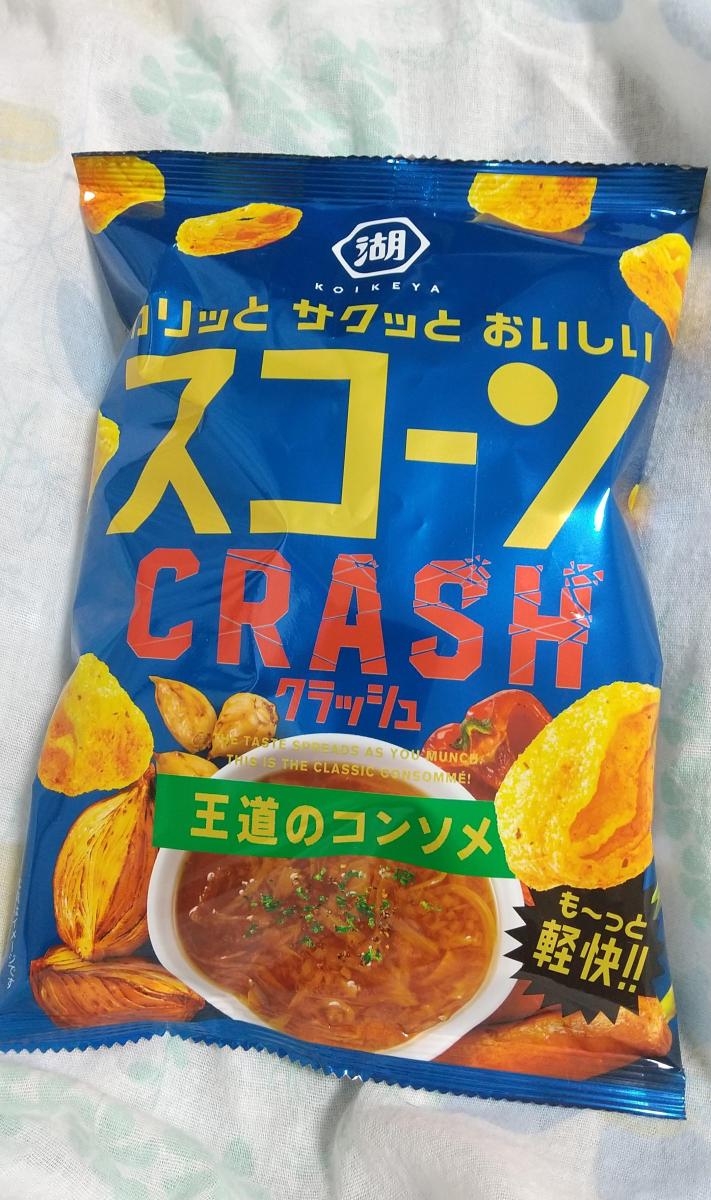 湖
KOIKEYA
カリッと サクッと おいしい
スコーン
CRASH
クラッシュ
THE TASTE SPREADS AS YOU MUNCH.
THIS IS THE CLASSIC CONSOMMÉ!
王道のコンソメ
も〜っと
軽快!!